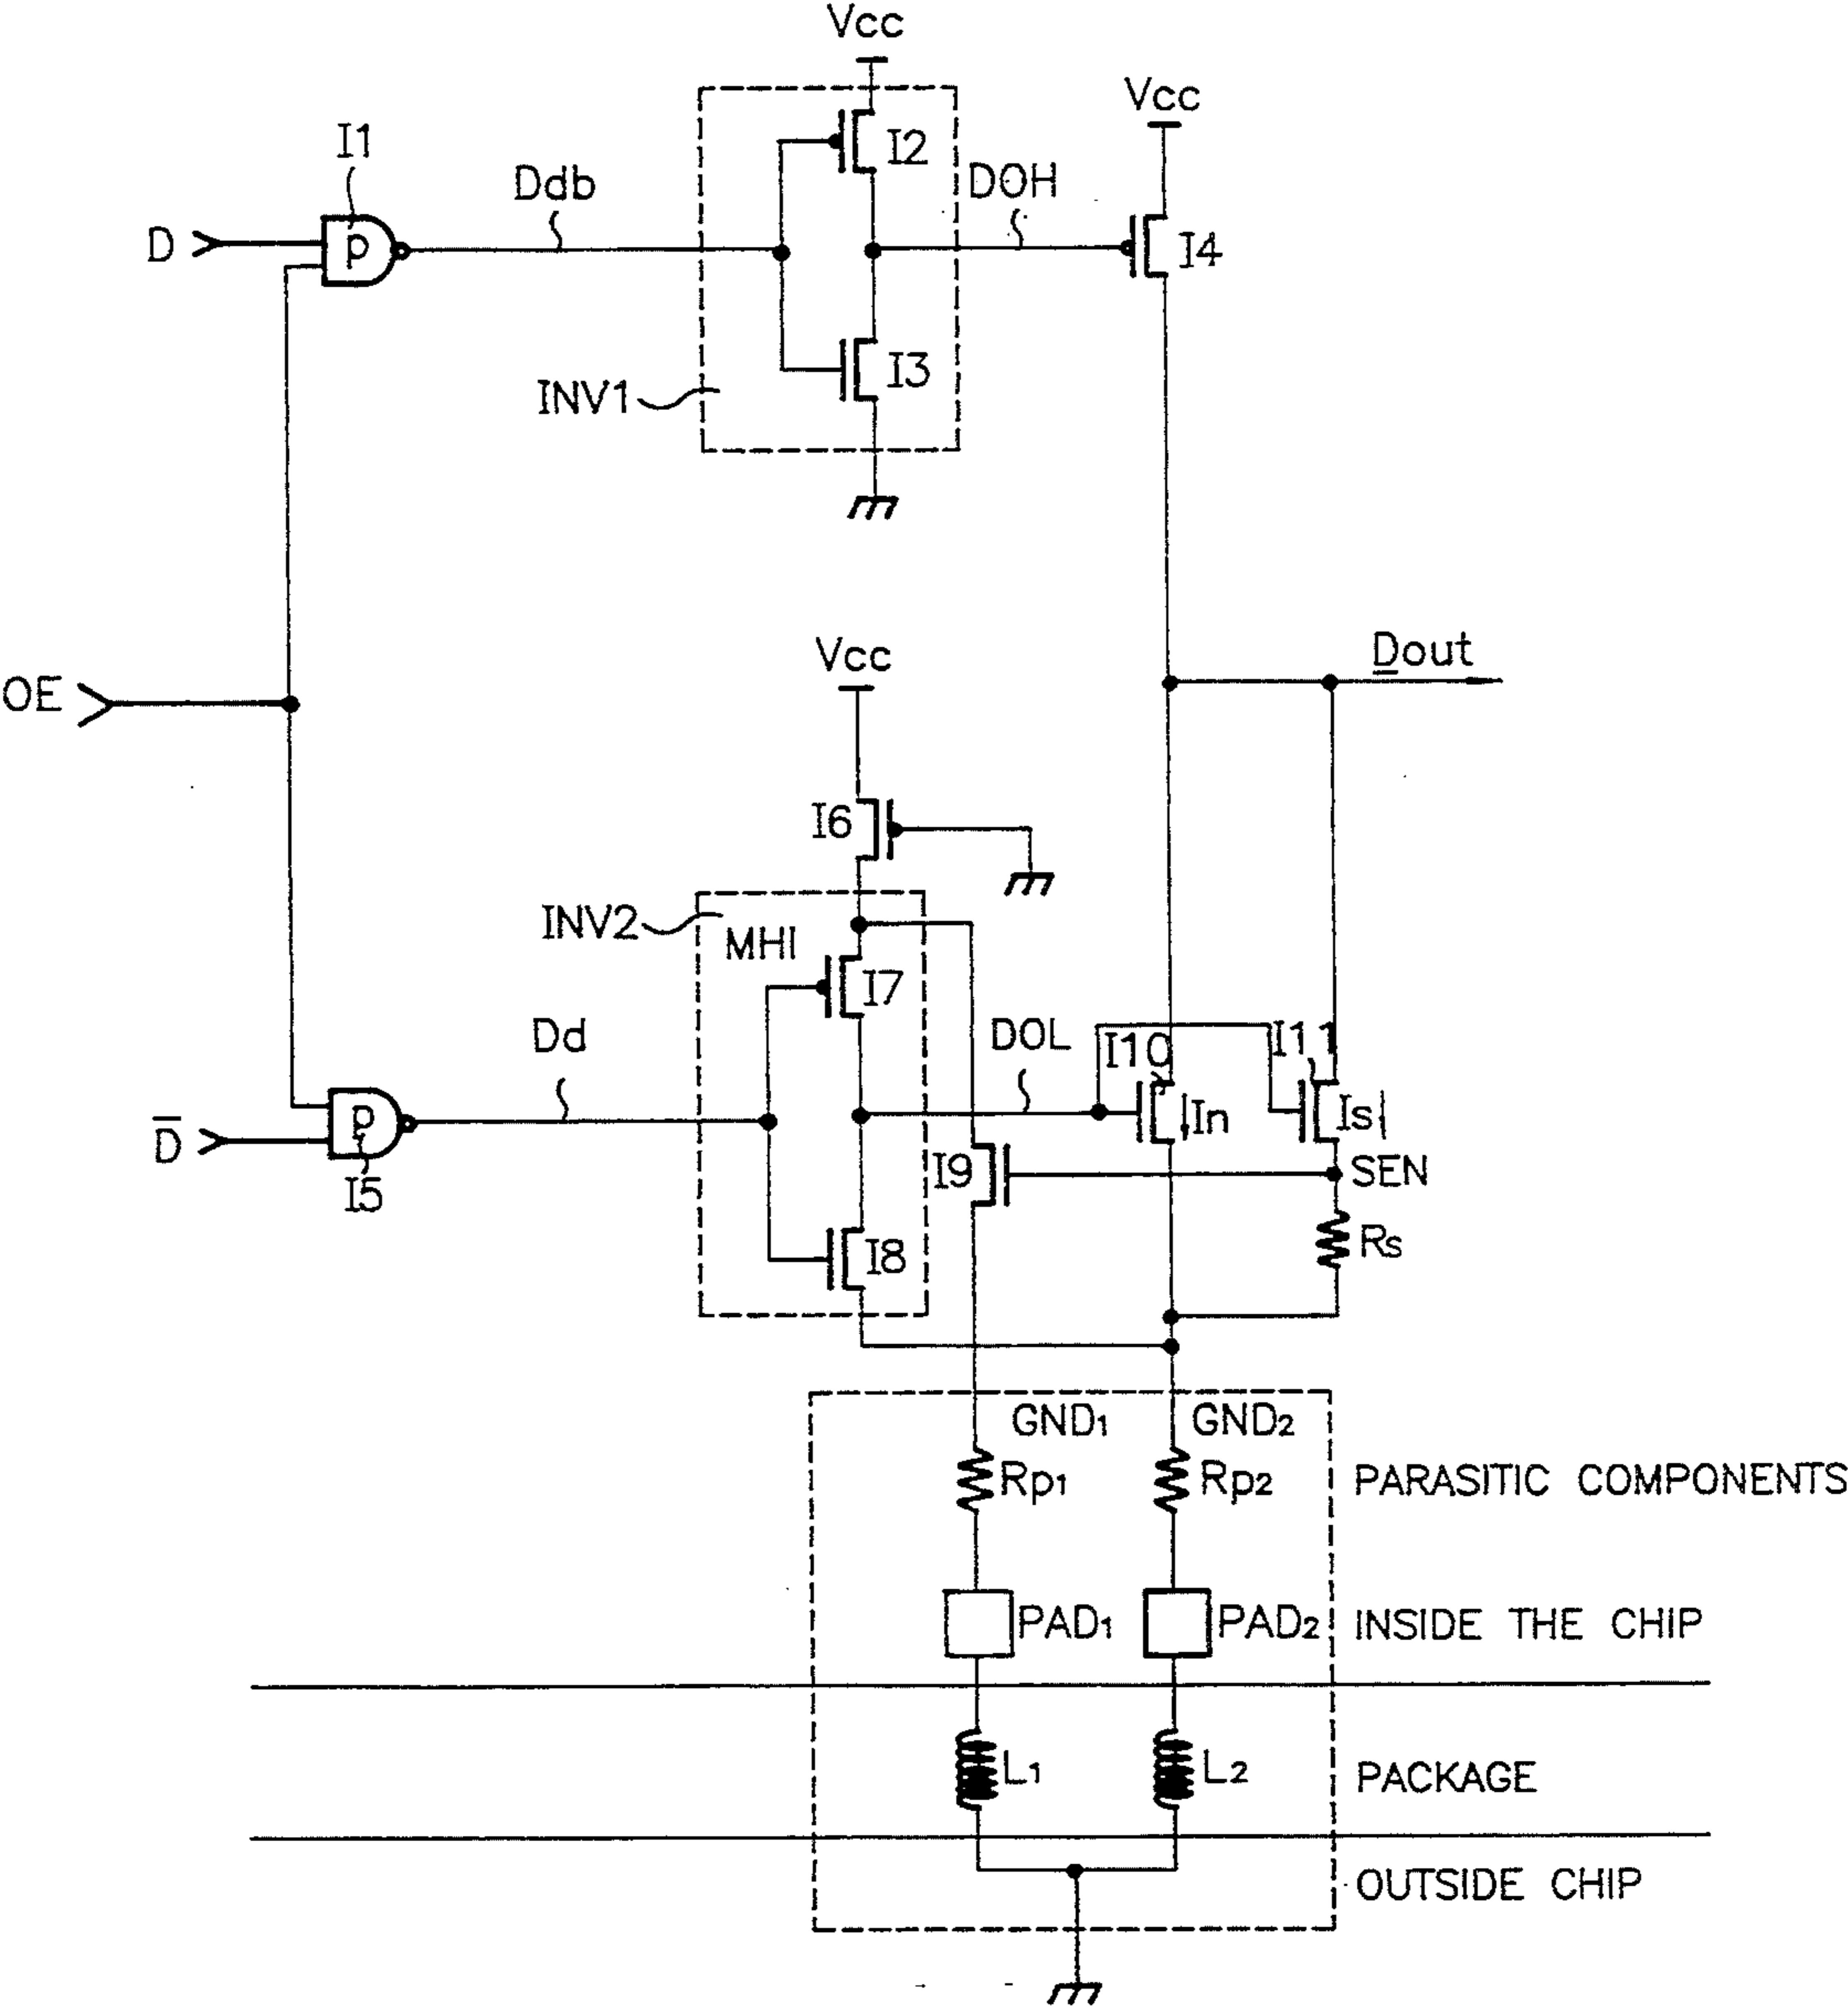 Vcc
Vcc
I1
I2
Ddb
DOH
D
p
I4
I3
INV1
Vcc
Dout
OE
I6
INV2
MHI
I7
Dd
DOL
I10
I11
In
Is
D̅
p
I9
SEN
I5
I8
Rs
GND1
GND2
Rp1
Rp2
PARASITIC COMPONENTS
PAD1
PAD2
INSIDE THE CHIP
L1
L2
PACKAGE
OUTSIDE CHIP